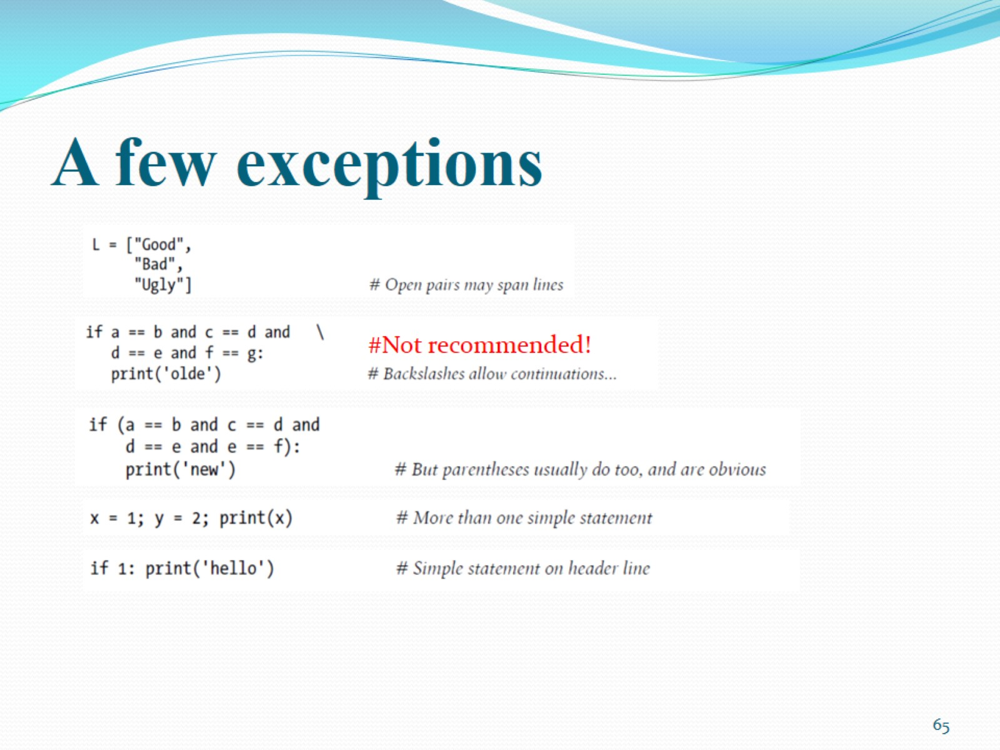 A few exceptions
L = ["Good",
"Bad",
"Ugly"] # Open pairs may span lines
if a == b and c == d and \
d == e and f == g: #Not recommended!
print('olde') # Backslashes allow continuations...
if (a == b and c == d and
d == e and e == f):
print('new') # But parentheses usually do too, and are obvious
x = 1; y = 2; print(x) # More than one simple statement
if 1: print('hello') # Simple statement on header line
65